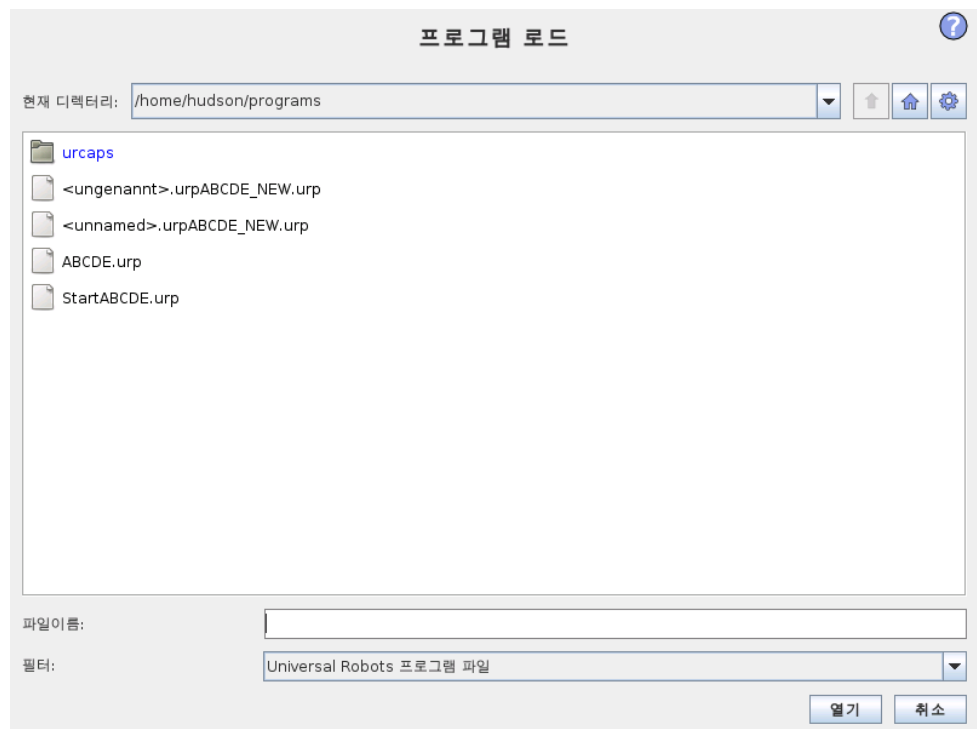 프로그램 로드
?
현재 디렉터리: /home/hudson/programs
urcaps
<ungenannt>.urpABCDE_NEW.urp
<unnamed>.urpABCDE_NEW.urp
ABCDE.urp
StartABCDE.urp
파일이름:
필터: Universal Robots 프로그램 파일
열기 취소